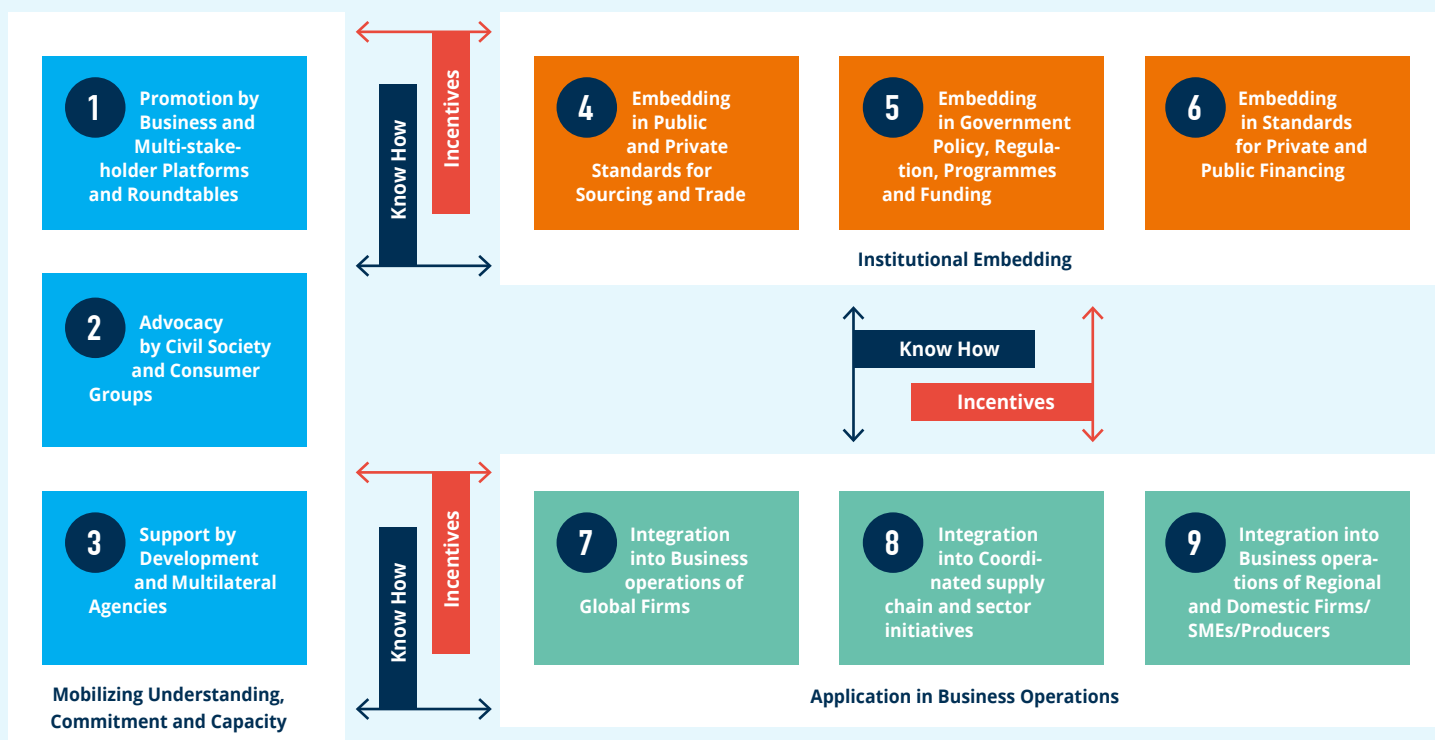 1
Promotion by
Business and
Multi-stake-
holder Platforms
and Roundtables
2
Advocacy
by Civil Society
and Consumer
Groups
3
Support by
Development
and Multilateral
Agencies
Mobilizing Understanding,
Commitment and Capacity
Know How
Incentives
Know How
Incentives
4
Embedding
in Public
and Private
Standards for
Sourcing and Trade
5
Embedding
in Government
Policy, Regula-
tion, Programmes
and Funding
6
Embedding
in Standards
for Private and
Public Financing
Institutional Embedding
Know How
Incentives
7
Integration
into Business
operations of
Global Firms
8
Integration
into Coordi-
nated supply
chain and sector
initiatives
9
Integration into
Business opera-
tions of Regional
and Domestic Firms/
SMEs/Producers
Application in Business Operations